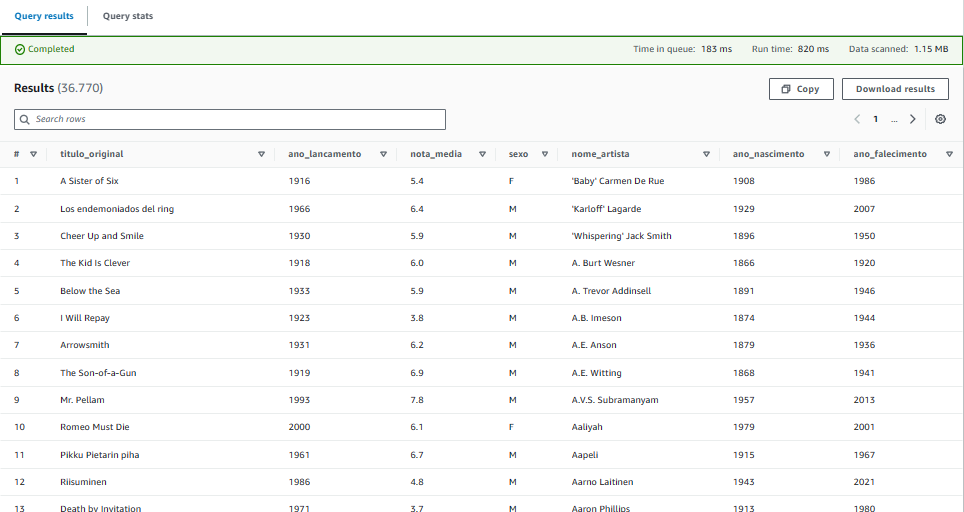 Query results Query stats
Completed Time in queue: 183 ms Run time: 820 ms Data scanned: 1.15 MB
Results (36.770) Copy Download results
Search rows 1 ...
# titulo_original ano_lancamento nota_media sexo nome_artista ano_nascimento ano_falecimento
1 A Sister of Six 1916 5.4 F 'Baby' Carmen De Rue 1908 1986
2 Los endemoniados del ring 1966 6.4 M 'Karloff' Lagarde 1929 2007
3 Cheer Up and Smile 1930 5.9 M 'Whispering' Jack Smith 1896 1950
4 The Kid Is Clever 1918 6.0 M A. Burt Wesner 1866 1920
5 Below the Sea 1933 5.9 M A. Trevor Addinsell 1891 1946
6 I Will Repay 1923 3.8 M A.B. Imeson 1874 1944
7 Arrowsmith 1931 6.2 M A.E. Anson 1879 1936
8 The Son-of-a-Gun 1919 6.9 M A.E. Witting 1868 1941
9 Mr. Pellam 1993 7.8 M A.V.S. Subramanyam 1957 2013
10 Romeo Must Die 2000 6.1 F Aaliyah 1979 2001
11 Pikku Pietarin piha 1961 6.7 M Aapeli 1915 1967
12 Riisuminen 1986 4.8 M Aarno Laitinen 1943 2021
13 Death by Invitation 1971 3.7 M Aaron Phillips 1913 1980